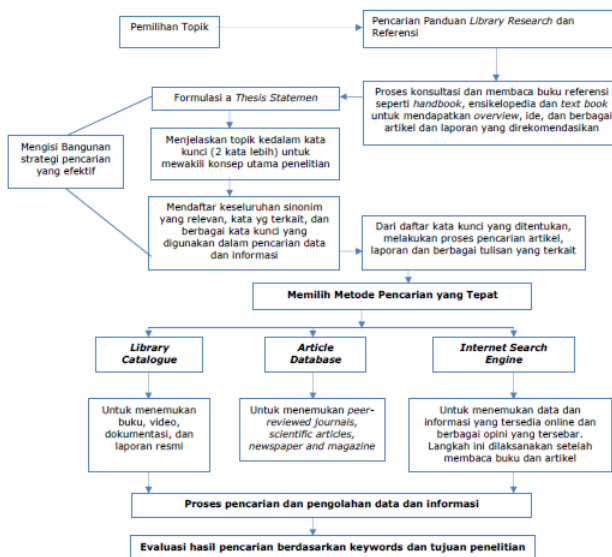 Pemilihan Topik
Pencarian Panduan Library Research dan
Referensi
Proses konsultasi dan membaca buku referensi
seperti handbook, ensikelopedia dan text book
untuk mendapatkan overview, ide, dan berbagai
artikel dan laporan yang direkomendasikan
Formulasi a Thesis Statemen
Mengisi Bangunan
strategi pencarian
yang efektif
Menjelaskan topik kedalam kata
kunci (2 kata lebih) untuk
mewakili konsep utama penelitian
Mendaftar keseluruhan sinonim
yang relevan, kata yg terkait, dan
berbagai kata kunci yang
digunakan dalam pencarian data
dan informasi
Dari daftar kata kunci yang ditentukan,
melakukan proses pencarian artikel,
laporan dan berbagai tulisan yang terkait
Memilih Metode Pencarian yang Tepat
Library
Catalogue
Article
Database
Internet Search
Engine
Untuk menemukan
buku, video,
dokumentasi, dan
laporan resmi
Untuk menemukan peer-
reviewed journals,
scientific articles,
newspaper and magazine
Untuk menemukan data dan
informasi yang tersedia online dan
berbagai opini yang tersebar.
Langkah ini dilaksanakan setelah
membaca buku dan artikel
Proses pencarian dan pengolahan data dan informasi
Evaluasi hasil pencarian berdasarkan keywords dan tujuan penelitian